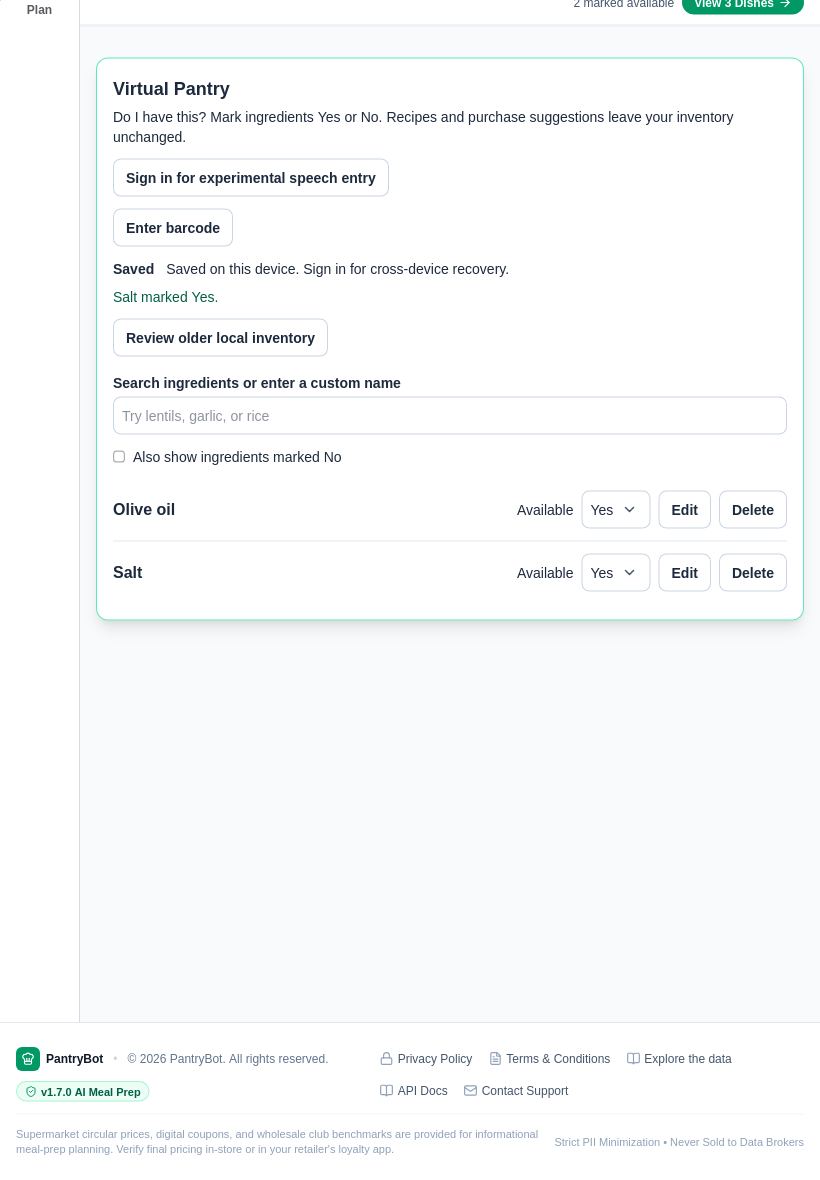 Plan
2 marked available View 3 Dishes →
Virtual Pantry
Do I have this? Mark ingredients Yes or No. Recipes and purchase suggestions leave your inventory
unchanged.
Sign in for experimental speech entry
Enter barcode
Saved Saved on this device. Sign in for cross-device recovery.
Salt marked Yes.
Review older local inventory
Search ingredients or enter a custom name
Try lentils, garlic, or rice
Also show ingredients marked No
Olive oil Available Yes Edit Delete
Salt Available Yes Edit Delete
PantryBot • © 2026 PantryBot. All rights reserved.
v1.7.0 AI Meal Prep
Privacy Policy Terms & Conditions Explore the data
API Docs Contact Support
Supermarket circular prices, digital coupons, and wholesale club benchmarks are provided for informational
meal-prep planning. Verify final pricing in-store or in your retailer's loyalty app.
Strict PII Minimization • Never Sold to Data Brokers